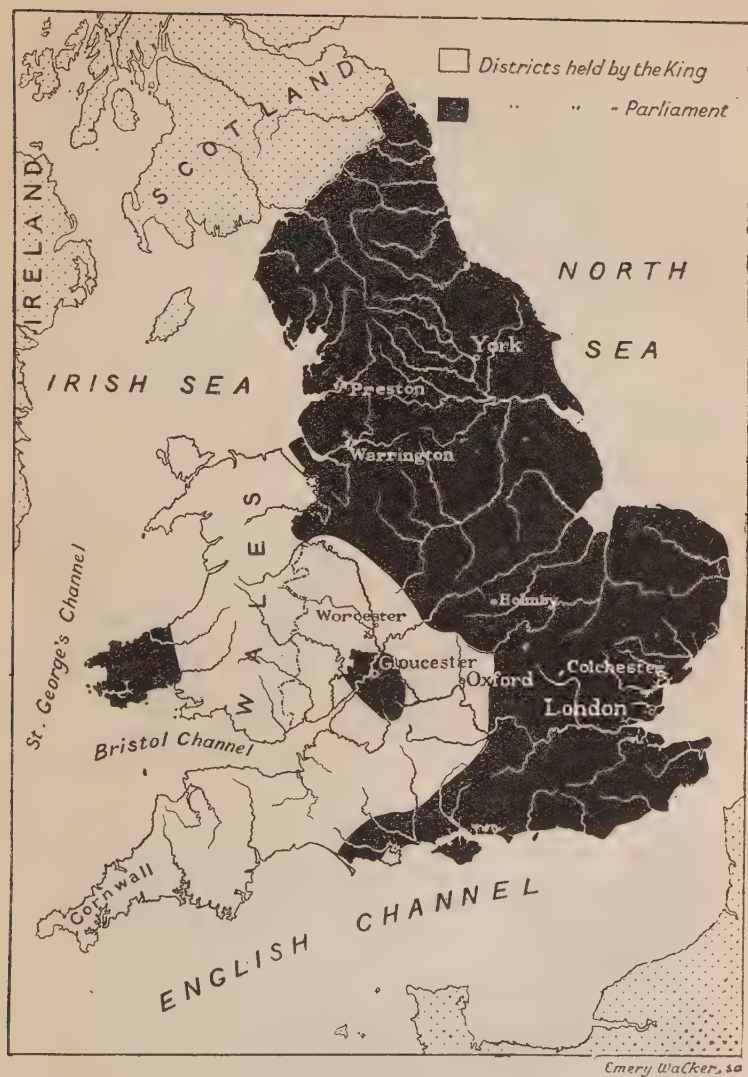 Districts held by the King
" " " Parliament
SCOTLAND
IRELAND
NORTH
SEA
IRISH SEA
York
Preston
Warrington
WALES
St. George's Channel
Holmby
Worcester
Gloucester
Oxford
Colchester
London
Bristol Channel
Cornwall
ENGLISH CHANNEL
Emery Walker, sc